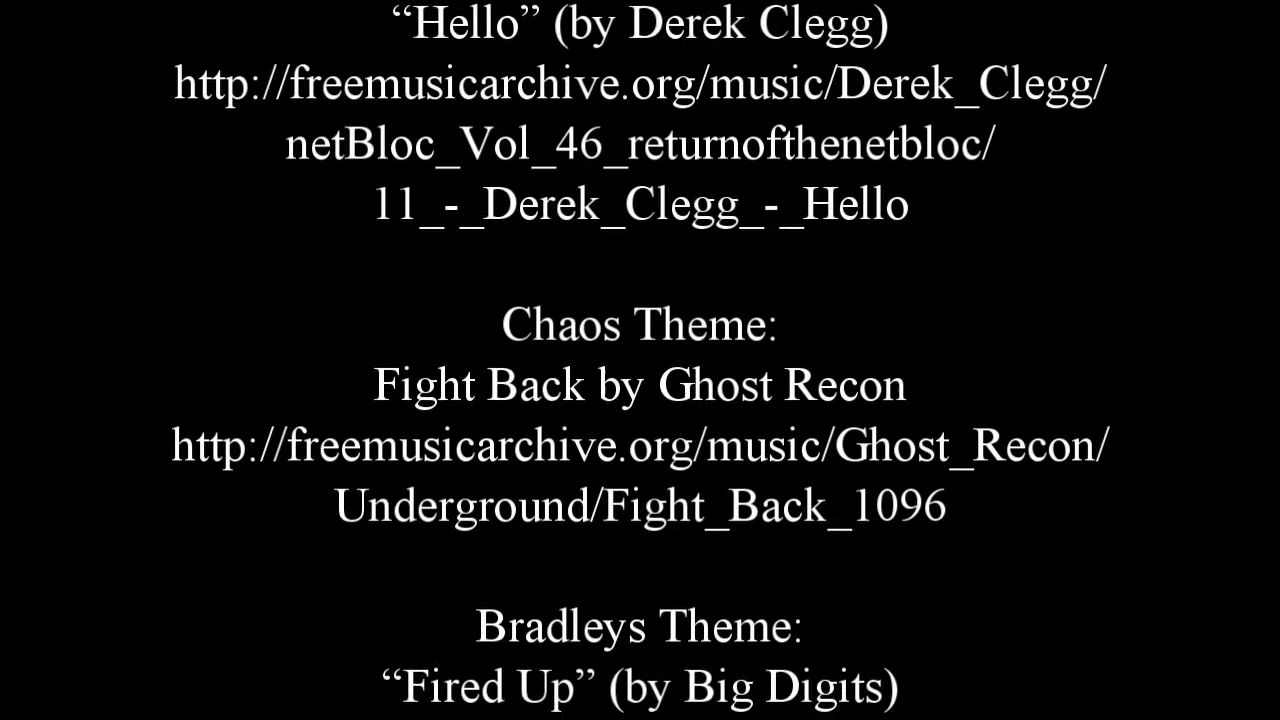 “Hello” (by Derek Clegg)
http://freemusicarchive.org/music/Derek_Clegg/
netBloc_Vol_46_returnofthenetbloc/
11_-_Derek_Clegg_-_Hello
Chaos Theme:
Fight Back by Ghost Recon
http://freemusicarchive.org/music/Ghost_Recon/
Underground/Fight_Back_1096
Bradleys Theme:
“Fired Up” (by Big Digits)